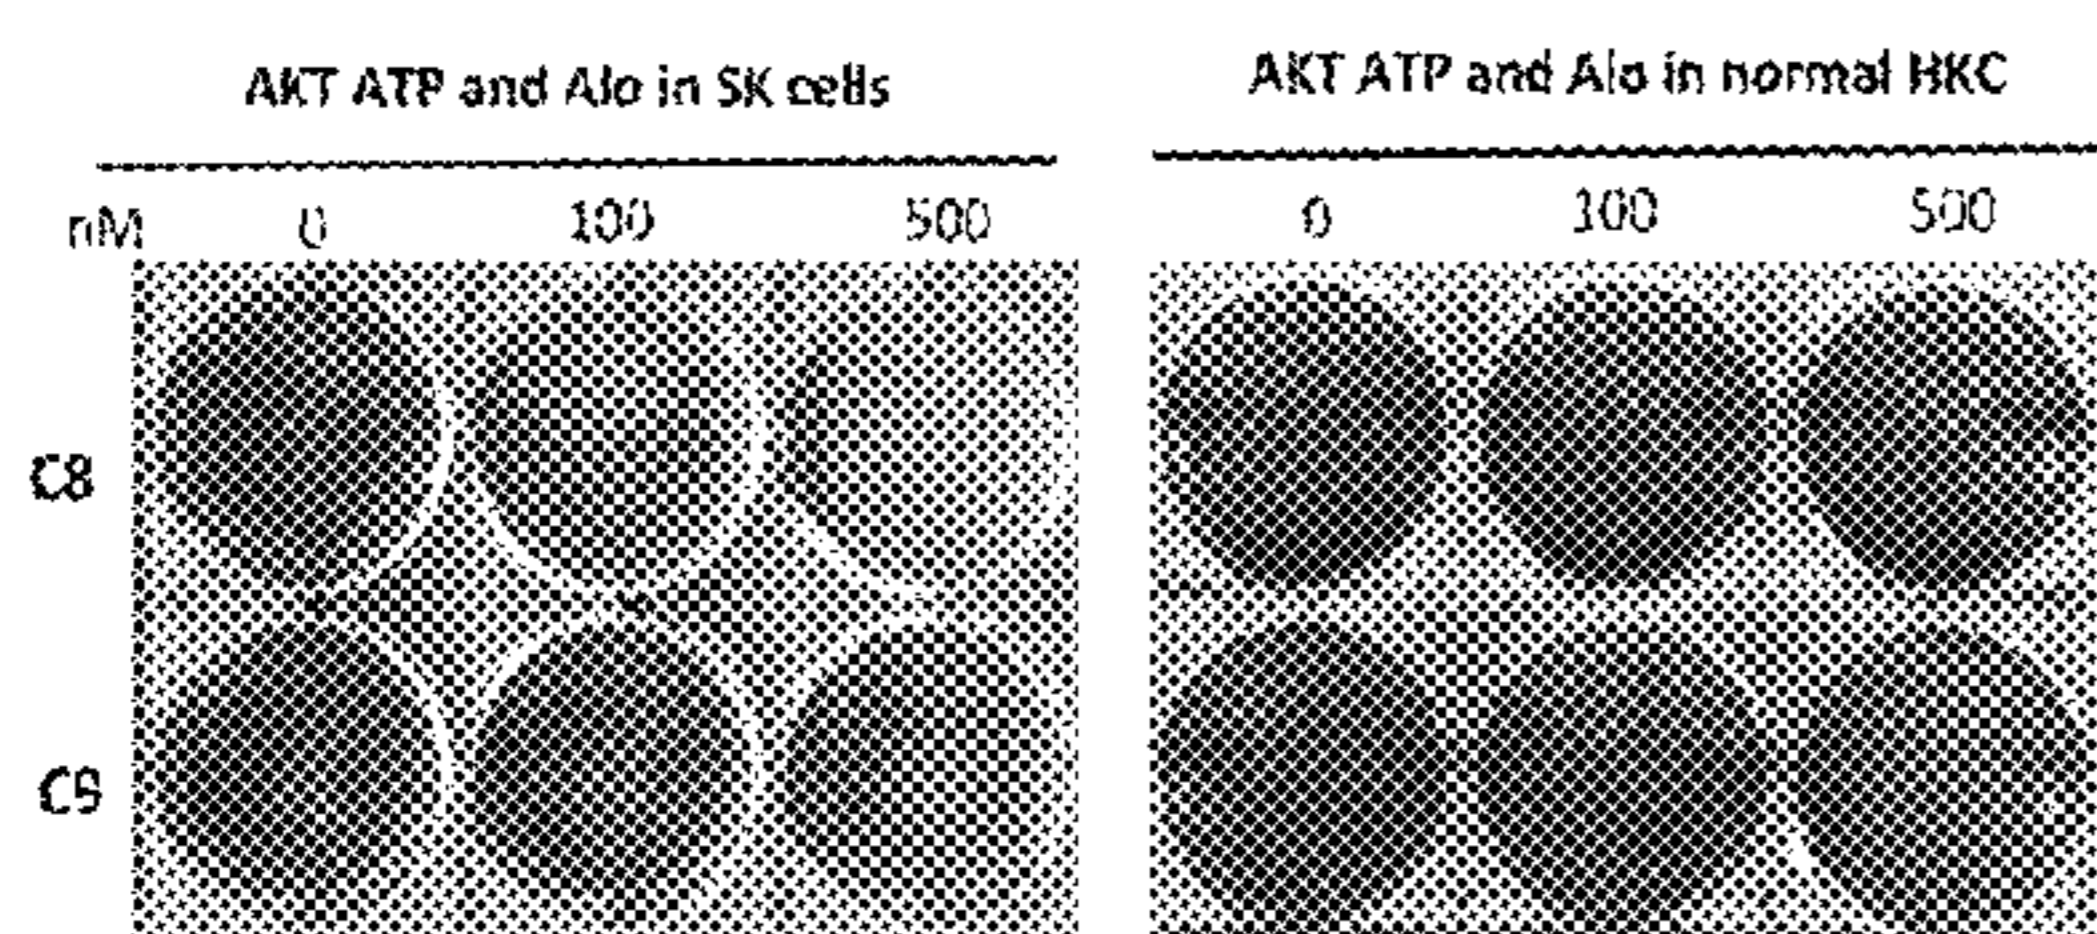 AKT ATP and Alo in SK cells
AKT ATP and Alo in normal HKC
nM 0 100 500
0 100 500
C8
C9